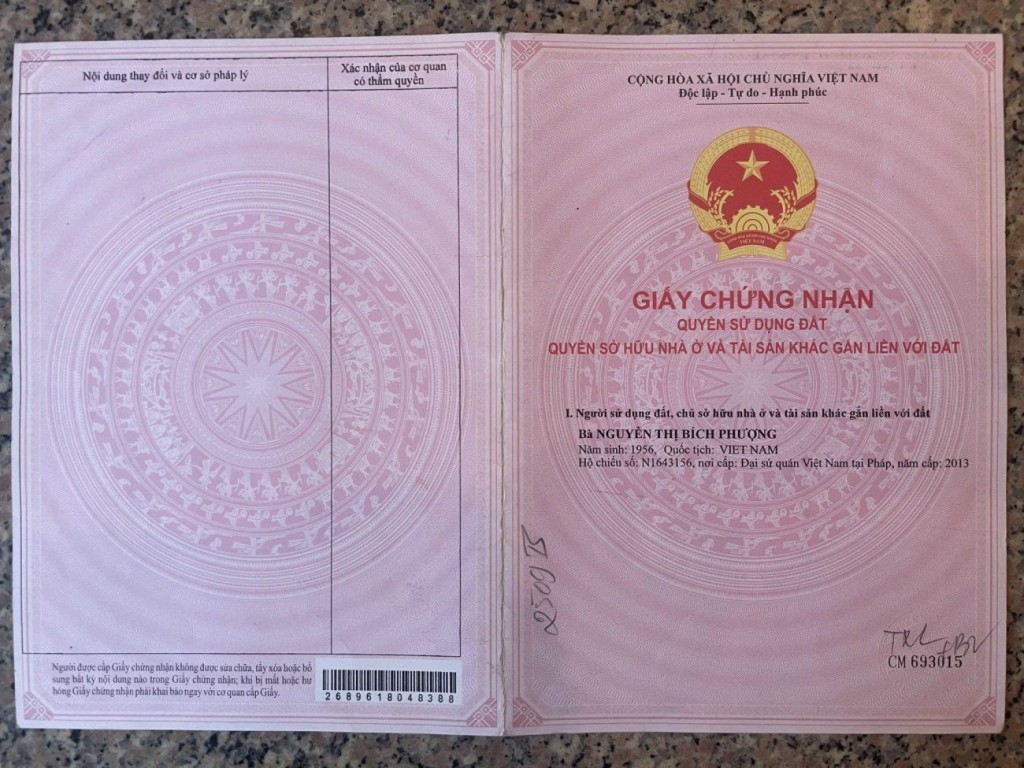 Nội dung thay đổi và cơ sở pháp lý
Xác nhận của cơ quan
có thẩm quyền
Người được cấp Giấy chứng nhận không được sửa chữa, tẩy xóa hoặc bổ
sung bất kỳ nội dung nào trong Giấy chứng nhận; khi bị mất hoặc hư
hỏng Giấy chứng nhận phải khai báo ngay với cơ quan cấp Giấy.
2689618048388
CỘNG HÒA XÃ HỘI CHỦ NGHĨA VIỆT NAM
Độc lập - Tự do - Hạnh phúc
VIỆT NAM
GIẤY CHỨNG NHẬN
QUYỀN SỬ DỤNG ĐẤT
QUYỀN SỞ HỮU NHÀ Ở VÀ TÀI SẢN KHÁC GẮN LIỀN VỚI ĐẤT
I. Người sử dụng đất, chủ sở hữu nhà ở và tài sản khác gắn liền với đất
Bà NGUYỄN THỊ BÍCH PHƯỢNG
Năm sinh: 1956, Quốc tịch: VIET NAM
Hộ chiếu số: N1643156, nơi cấp: Đại sứ quán Việt Nam tại Pháp, năm cấp: 2013
CM 693015